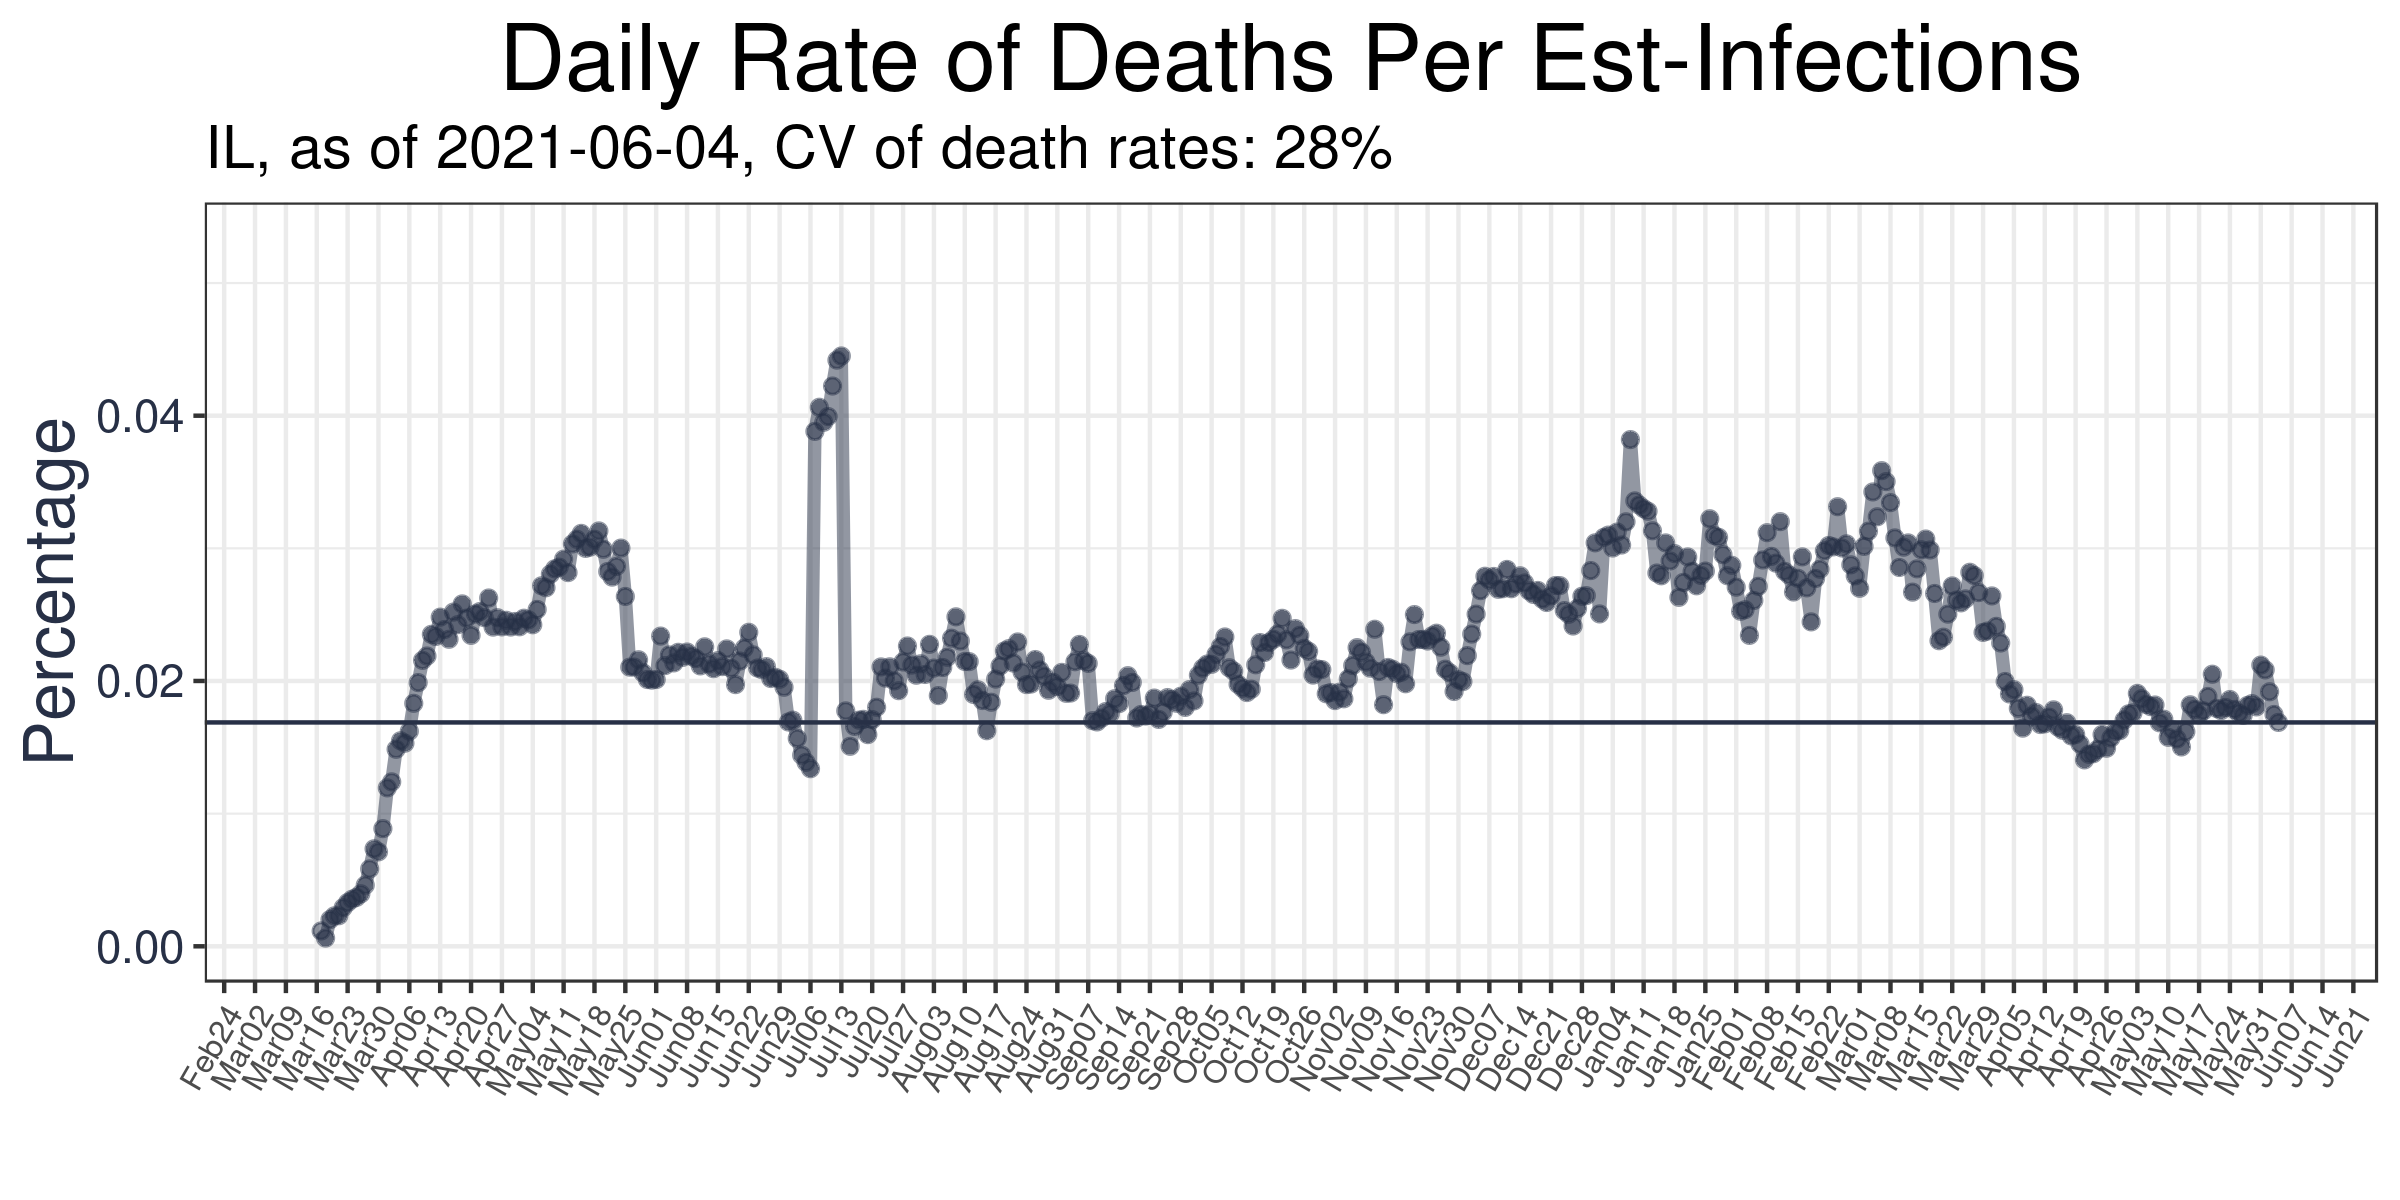 Daily Rate of Deaths Per Est-Infections
IL, as of 2021-06-04, CV of death rates: 28%
Percentage
0.04
0.02
0.00
Feb24
Mar02
Mar09
Mar16
Mar23
Mar30
Apr06
Apr13
Apr20
Apr27
May04
May11
May18
May25
Jun01
Jun08
Jun15
Jun22
Jun29
Jul06
Jul13
Jul20
Jul27
Aug03
Aug10
Aug17
Aug24
Aug31
Sep07
Sep14
Sep21
Sep28
Oct05
Oct12
Oct19
Oct26
Nov02
Nov09
Nov16
Nov23
Nov30
Dec07
Dec14
Dec21
Dec28
Jan04
Jan11
Jan18
Jan25
Feb01
Feb08
Feb15
Feb22
Mar01
Mar08
Mar15
Mar22
Mar29
Apr05
Apr12
Apr19
Apr26
May03
May10
May17
May24
May31
Jun07
Jun14
Jun21